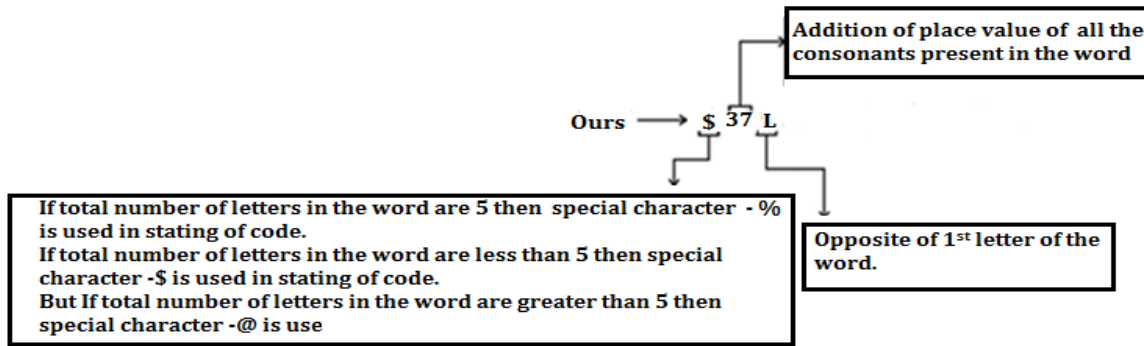 Addition of place value of all the
consonants present in the word
Ours $ 37 L
If total number of letters in the word are 5 then special character - %
is used in stating of code.
If total number of letters in the word are less than 5 then special
character -$ is used in stating of code.
But If total number of letters in the word are greater than 5 then
special character -@ is use
Opposite of 1st letter of the
word.